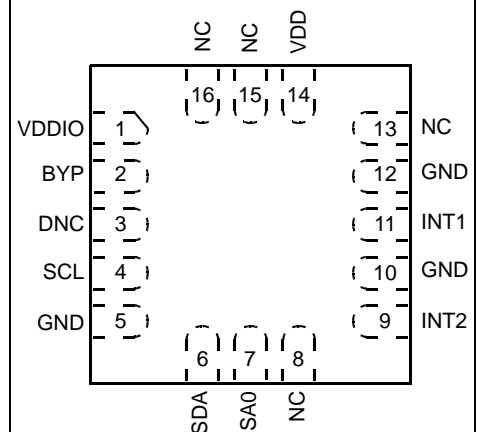 NC NC VDD
16 15 14
VDDIO 1 13 NC
BYP 2 12 GND
DNC 3 11 INT1
SCL 4 10 GND
GND 5 9 INT2
6 7 8
SDA SA0 NC